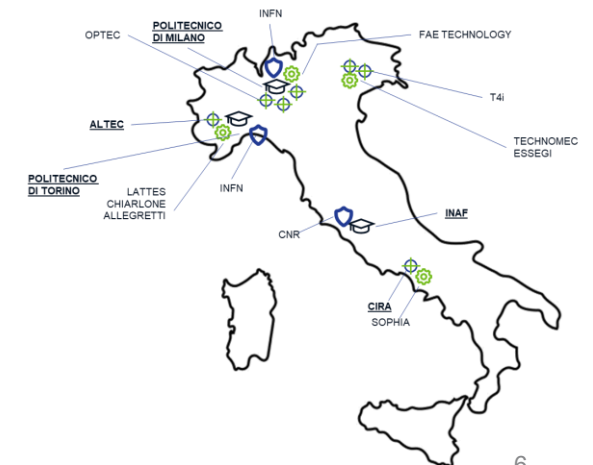 INFN
POLITECNICO
DI MILANO
OPTEC
FAE TECHNOLOGY
T4i
ALTEC
TECHNOMEC
ESSEGI
POLITECNICO
DI TORINO
LATTES
CHIARLONE
ALLEGRETTI
INFN
INAF
CNR
CIRA
SOPHIA
6